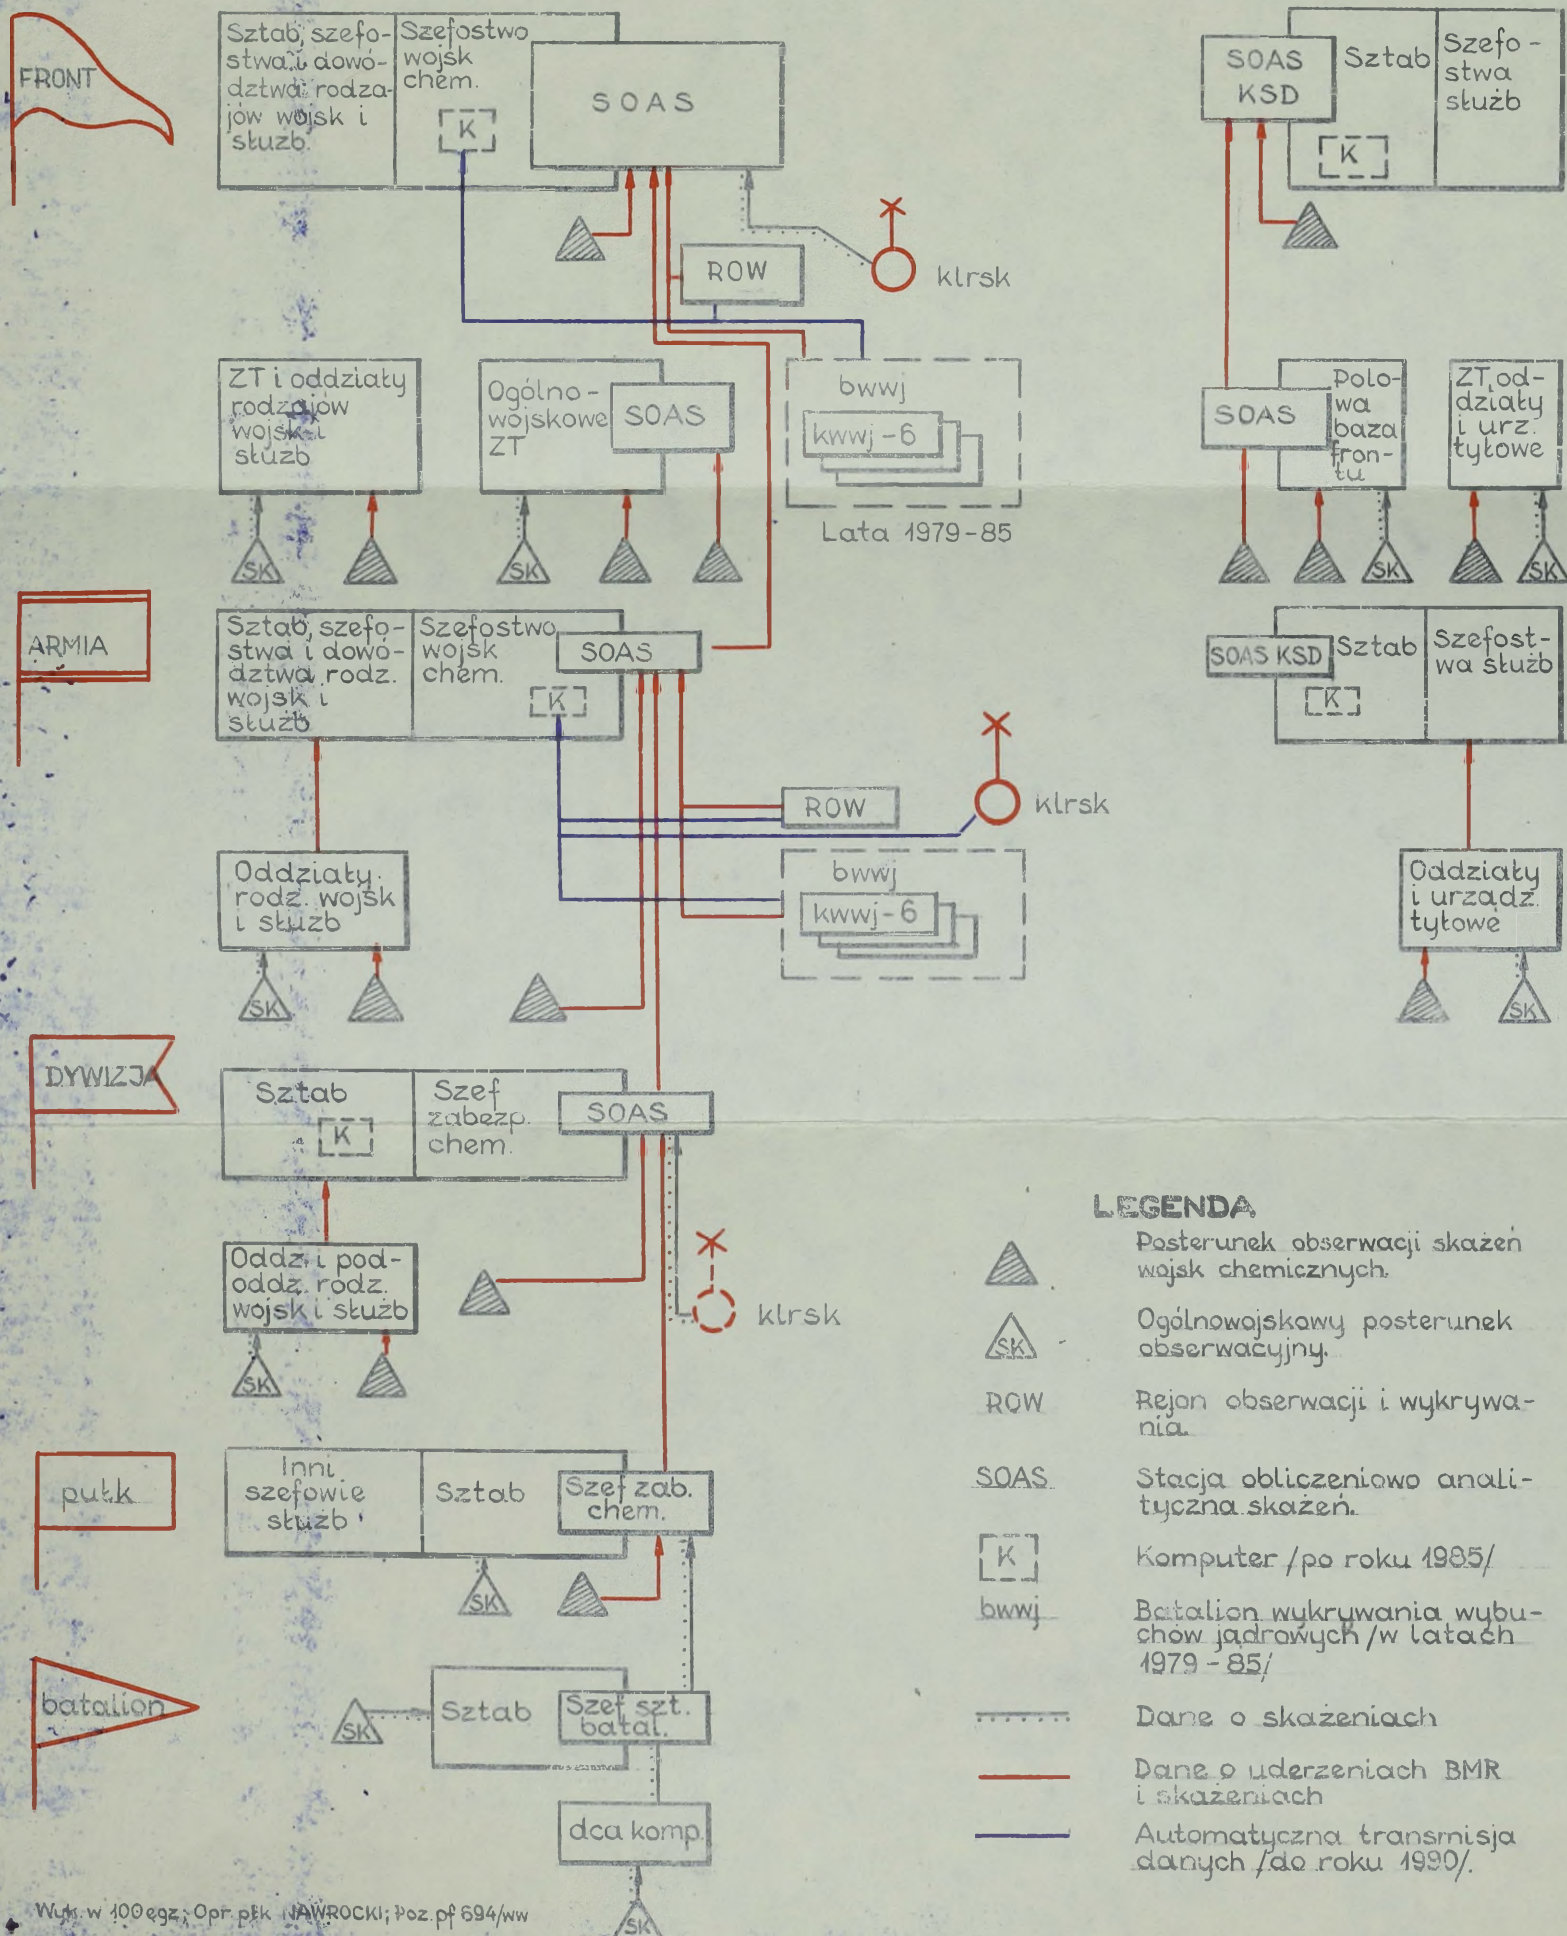 FRONT
Sztab, szefo-
stwa i dowó-
dztwa rodza-
jów wojsk i
służb.
Szefostwo
wojsk
chem.
K
SOAS
SOAS
KSD
Sztab
K
Szefo-
stwa
służb
ROW
klrsk
ZT i oddziały
rodzajów
wojsk i
służb
SK
Ogólno-
wojskowe
ZT
SOAS
SK
bwwj
kwwj-6
Lata 1979-85
SOAS
Polo-
wa
baza
fron-
tu
SK
ZT, od-
działy
i urz.
tyłowe
SK
ARMIA
Sztab, szefo-
stwa i dowó-
dztwa rodz.
wojsk i
służb
Szefostwo
wojsk
chem.
K
SOAS
SOAS KSD
Sztab
K
Szefost-
wa służb
ROW
klrsk
bwwj
kwwj-6
Oddziały
rodz. wojsk
i służb
SK
Oddziały
i urządz.
tyłowe
SK
DYWIZJA
Sztab
K
Szef
zabezp.
chem.
SOAS
Oddz. i pod-
oddz. rodz.
wojsk i służb
SK
klrsk
pułk
Inni
szefowie
służb
Sztab
Szef zab.
chem.
SK
batalion
SK
Sztab
Szef szt.
batal.
dca komp.
SK
LEGENDA
Posterunek obserwacji skażeń
wojsk chemicznych.
SK
Ogólnowojskowy posterunek
obserwacyjny.
ROW
Rejon obserwacji i wykrywa-
nia.
SOAS
Stacja obliczeniowo anali-
tyczna skażeń.
K
Komputer /po roku 1985/
bwwj
Batalion wykrywania wybu-
chów jądrowych /w latach
1979 - 85/
Dane o skażeniach
Dane o uderzeniach BMR
i skażeniach
Automatyczna transmisja
danych /do roku 1990/.
Wyk. w 100 egz; Opr. płk NAWROCKI; Poz. pf 694/ww